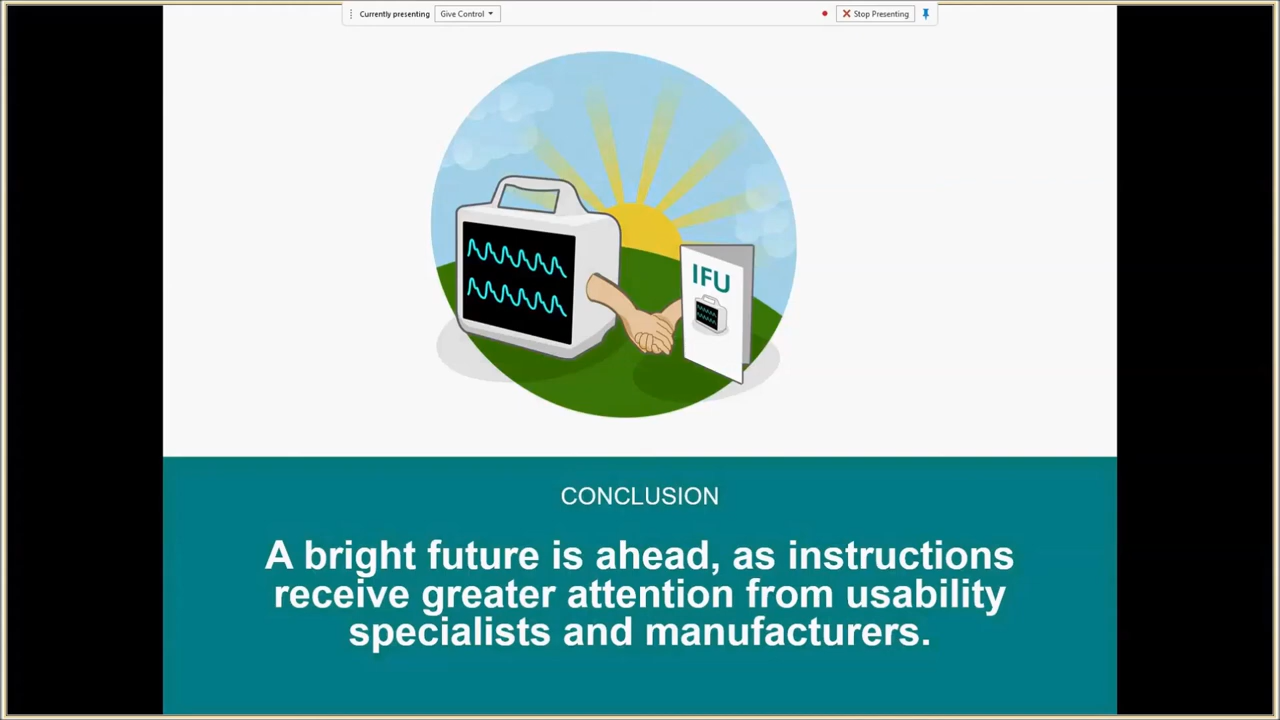 Currently presenting
Give Control
Stop Presenting
IFU
CONCLUSION
A bright future is ahead, as instructions
receive greater attention from usability
specialists and manufacturers.